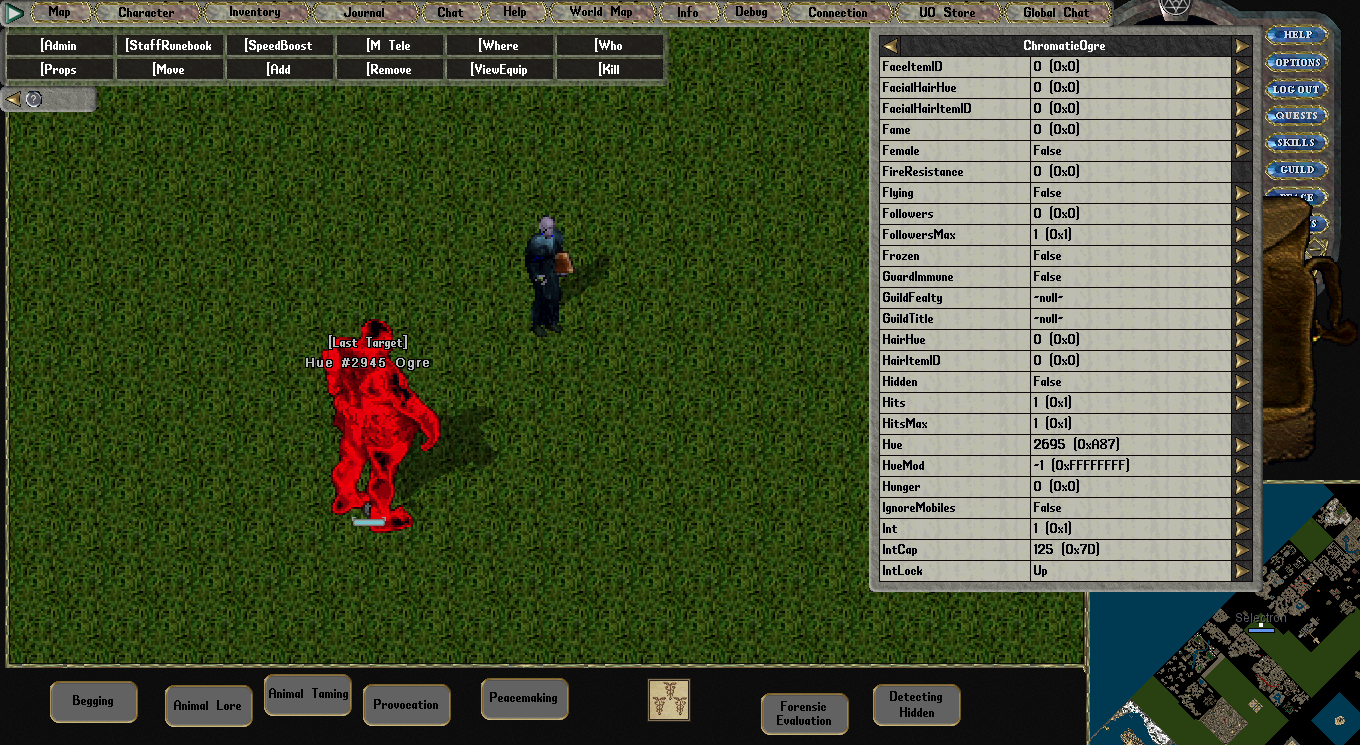 Map Character Inventory Journal Chat Help World Map Info Debug Connection UO Store Global Chat
[Admin [StaffRunebook [SpeedBoost [M Tele [Where [Who
[Props [Move [Add [Remove [ViewEquip [Kill
?
[Last Target]
Hue #2945 Ogre
ChromaticOgre
FaceItemID 0 (0x0)
FacialHairHue 0 (0x0)
FacialHairItemID 0 (0x0)
Fame 0 (0x0)
Female False
FireResistance 0 (0x0)
Flying False
Followers 0 (0x0)
FollowersMax 1 (0x1)
Frozen False
GuardImmune False
GuildFealty -null-
GuildTitle -null-
HairHue 0 (0x0)
HairItemID 0 (0x0)
Hidden False
Hits 1 (0x1)
HitsMax 1 (0x1)
Hue 2695 (0xA87)
HueMod -1 (0xFFFFFFFF)
Hunger 0 (0x0)
IgnoreMobiles False
Int 1 (0x1)
IntCap 125 (0x7D)
IntLock Up
HELP
OPTIONS
LOG OUT
QUESTS
SKILLS
GUILD
Selectron
Begging
Animal Lore
Animal Taming
Provocation
Peacemaking
Forensic
Evaluation
Detecting
Hidden